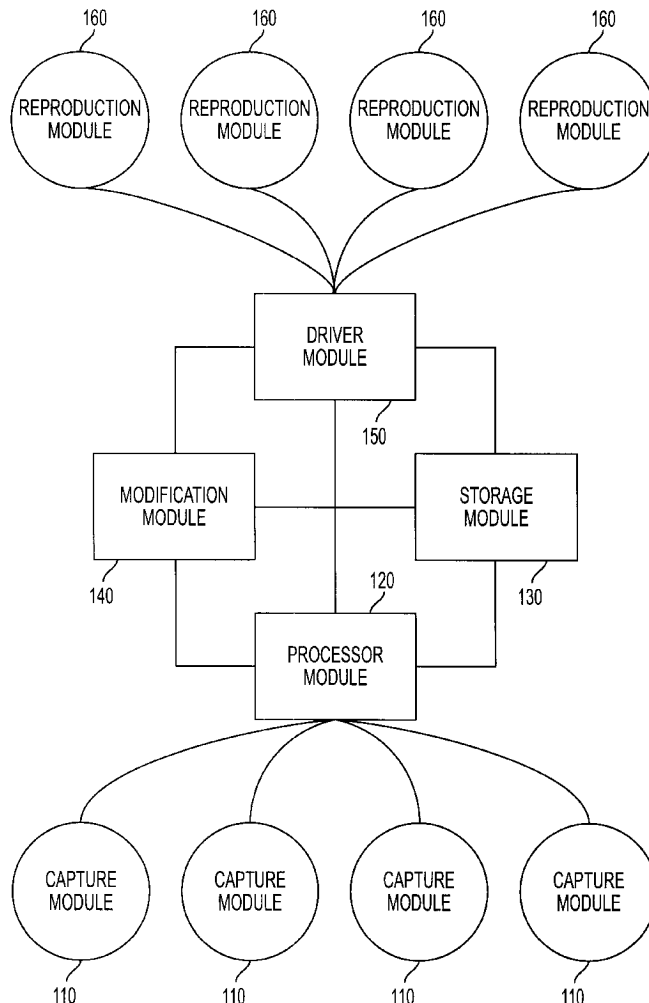 160 160 160 160
REPRODUCTION MODULE
REPRODUCTION MODULE
REPRODUCTION MODULE
REPRODUCTION MODULE
DRIVER
MODULE
150
MODIFICATION
MODULE
140
STORAGE
MODULE
130
120
PROCESSOR
MODULE
CAPTURE
MODULE
CAPTURE
MODULE
CAPTURE
MODULE
CAPTURE
MODULE
110 110 110 110